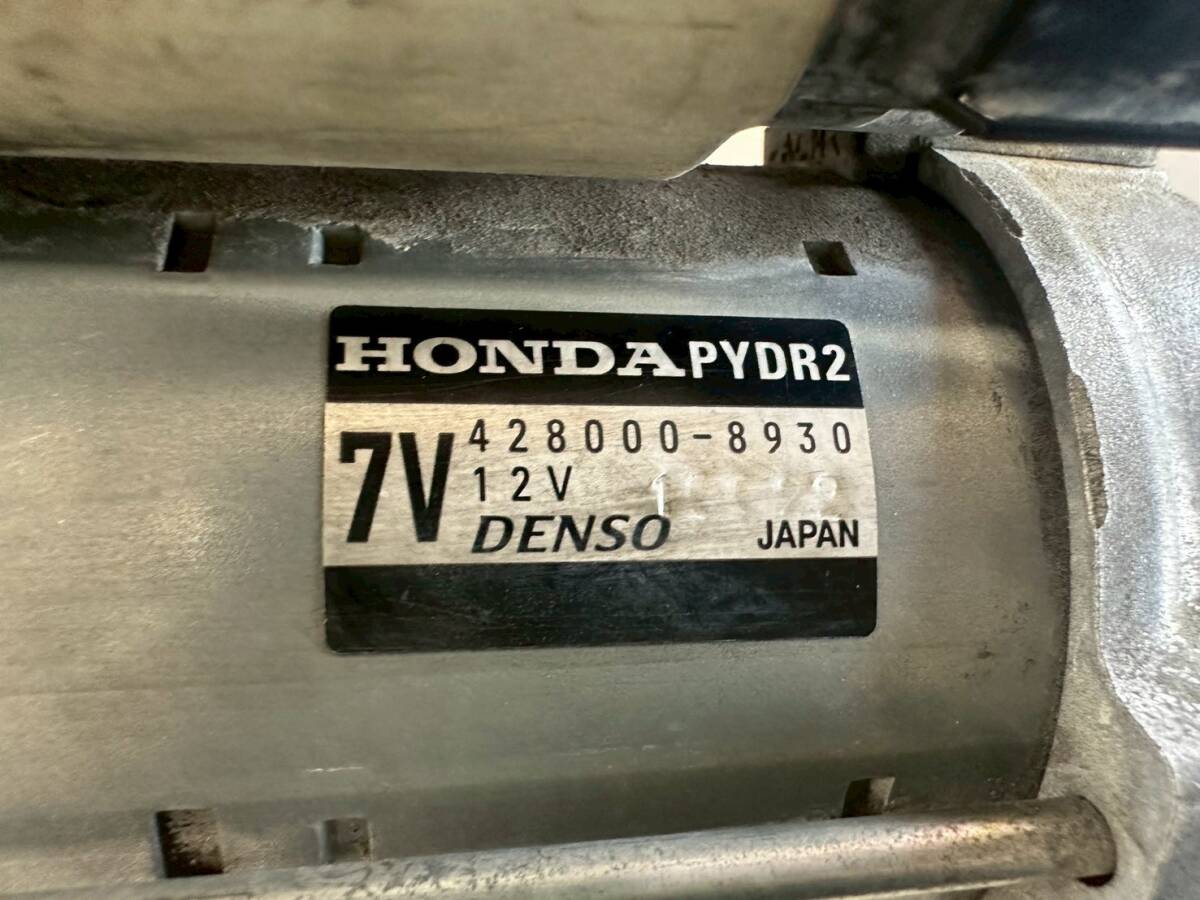 HONDA PYDR2
7V
428000-8930
12V
DENSO JAPAN